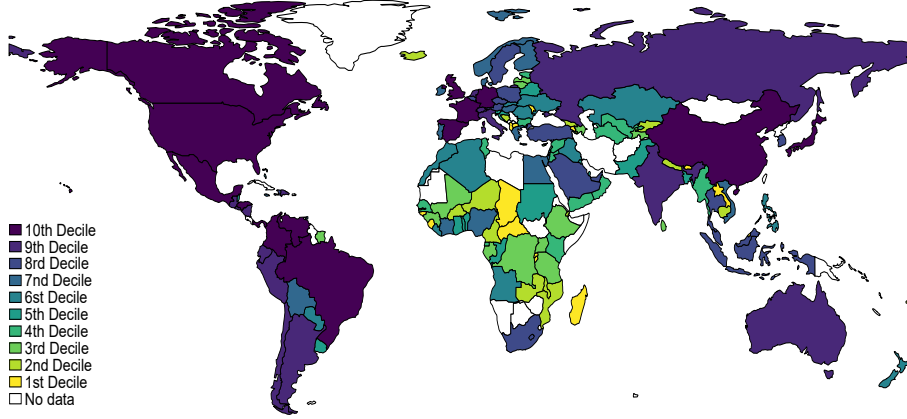 10th Decile
9th Decile
8rd Decile
7nd Decile
6st Decile
5th Decile
4th Decile
3rd Decile
2nd Decile
1st Decile
No data